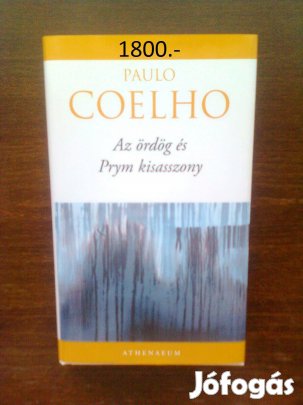 1800.-
PAULO
COELHO
Az ördög és
Prym kisasszony
ATHENAEUM
Jófogás